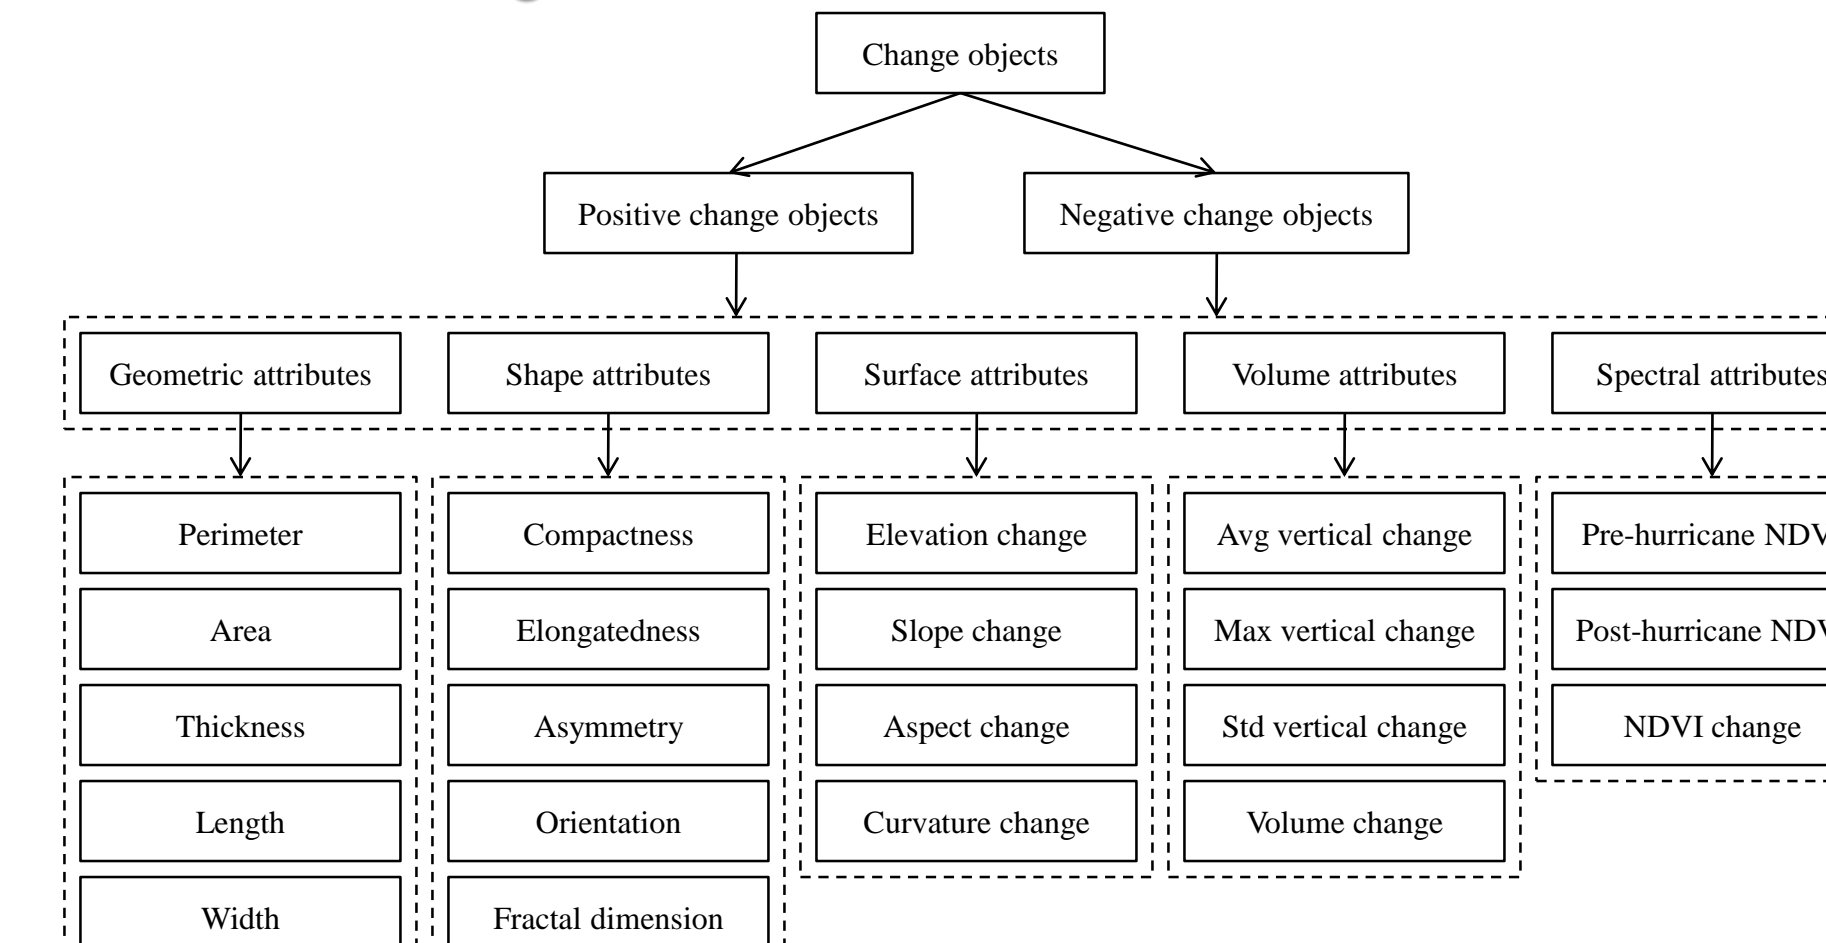 Change objects
Positive change objects
Negative change objects
Geometric attributes
Shape attributes
Surface attributes
Volume attributes
Spectral attributes
Perimeter
Compactness
Elevation change
Avg vertical change
Pre-hurricane NDV
Area
Elongatedness
Slope change
Max vertical change
Post-hurricane NDV
Thickness
Asymmetry
Aspect change
Std vertical change
NDVI change
Length
Orientation
Curvature change
Volume change
Width
Fractal dimension